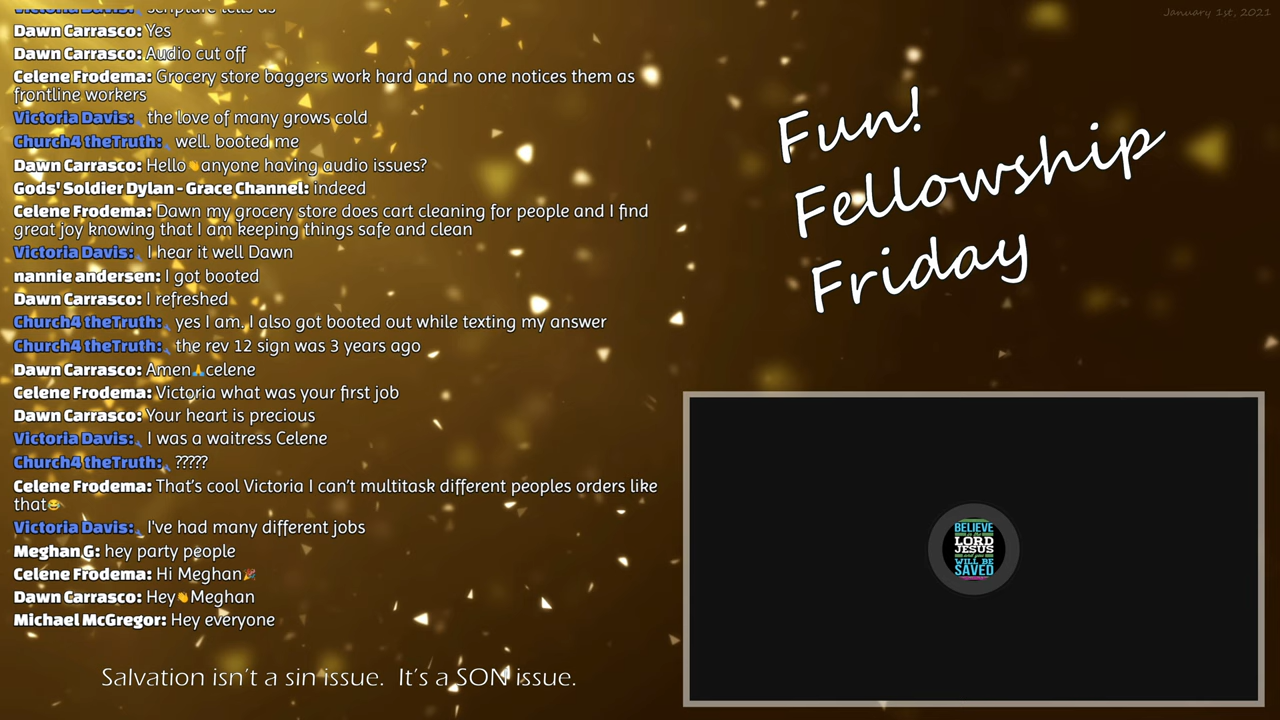 Victoria Davis: scripture tells us
Dawn Carrasco: Yes
Dawn Carrasco: Audio cut off
Celene Frodema: Grocery store baggers work hard and no one notices them as
frontline workers
Victoria Davis: the love of many grows cold
Church4 theTruth: well. booted me
Dawn Carrasco: Hello👋anyone having audio issues?
Gods' Soldier Dylan - Grace Channel: indeed
Celene Frodema: Dawn my grocery store does cart cleaning for people and I find
great joy knowing that I am keeping things safe and clean
Victoria Davis: I hear it well Dawn
nannie andersen: I got booted
Dawn Carrasco: I refreshed
Church4 theTruth: yes I am. I also got booted out while texting my answer
Church4 theTruth: the rev 12 sign was 3 years ago
Dawn Carrasco: Amen🙏celene
Celene Frodema: Victoria what was your first job
Dawn Carrasco: Your heart is precious
Victoria Davis: I was a waitress Celene
Church4 theTruth: ?????
Celene Frodema: That's cool Victoria I can't multitask different peoples orders like
that😂
Victoria Davis: I've had many different jobs
Meghan G: hey party people
Celene Frodema: Hi Meghan🎉
Dawn Carrasco: Hey👋Meghan
Michael McGregor: Hey everyone
Salvation isn't a sin issue. It's a SON issue.
January 1st, 2021
Fun!
Fellowship
Friday
BELIEVE
LORD
JESUS
WILL BE
SAVED